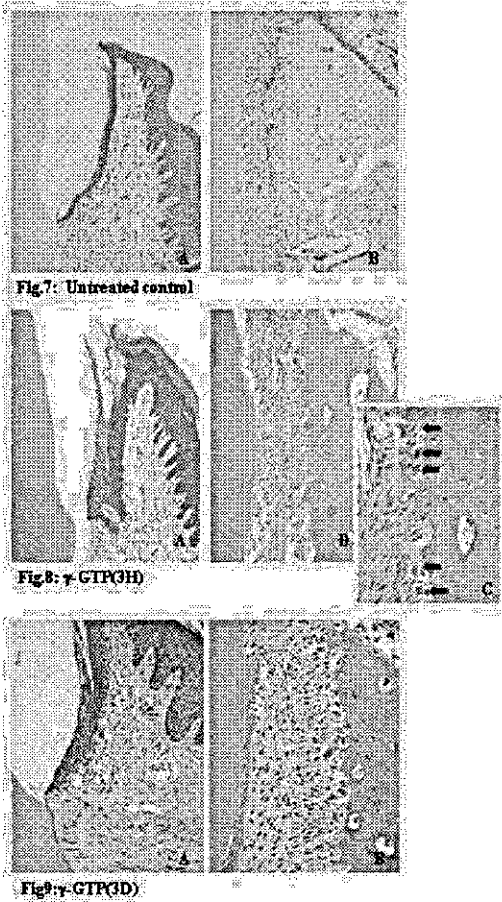 A
B
Fig.7: Untreated control
A
D
C
Fig.8: γ-GTP(3H)
A
B
Fig9:γ-GTP(3D)